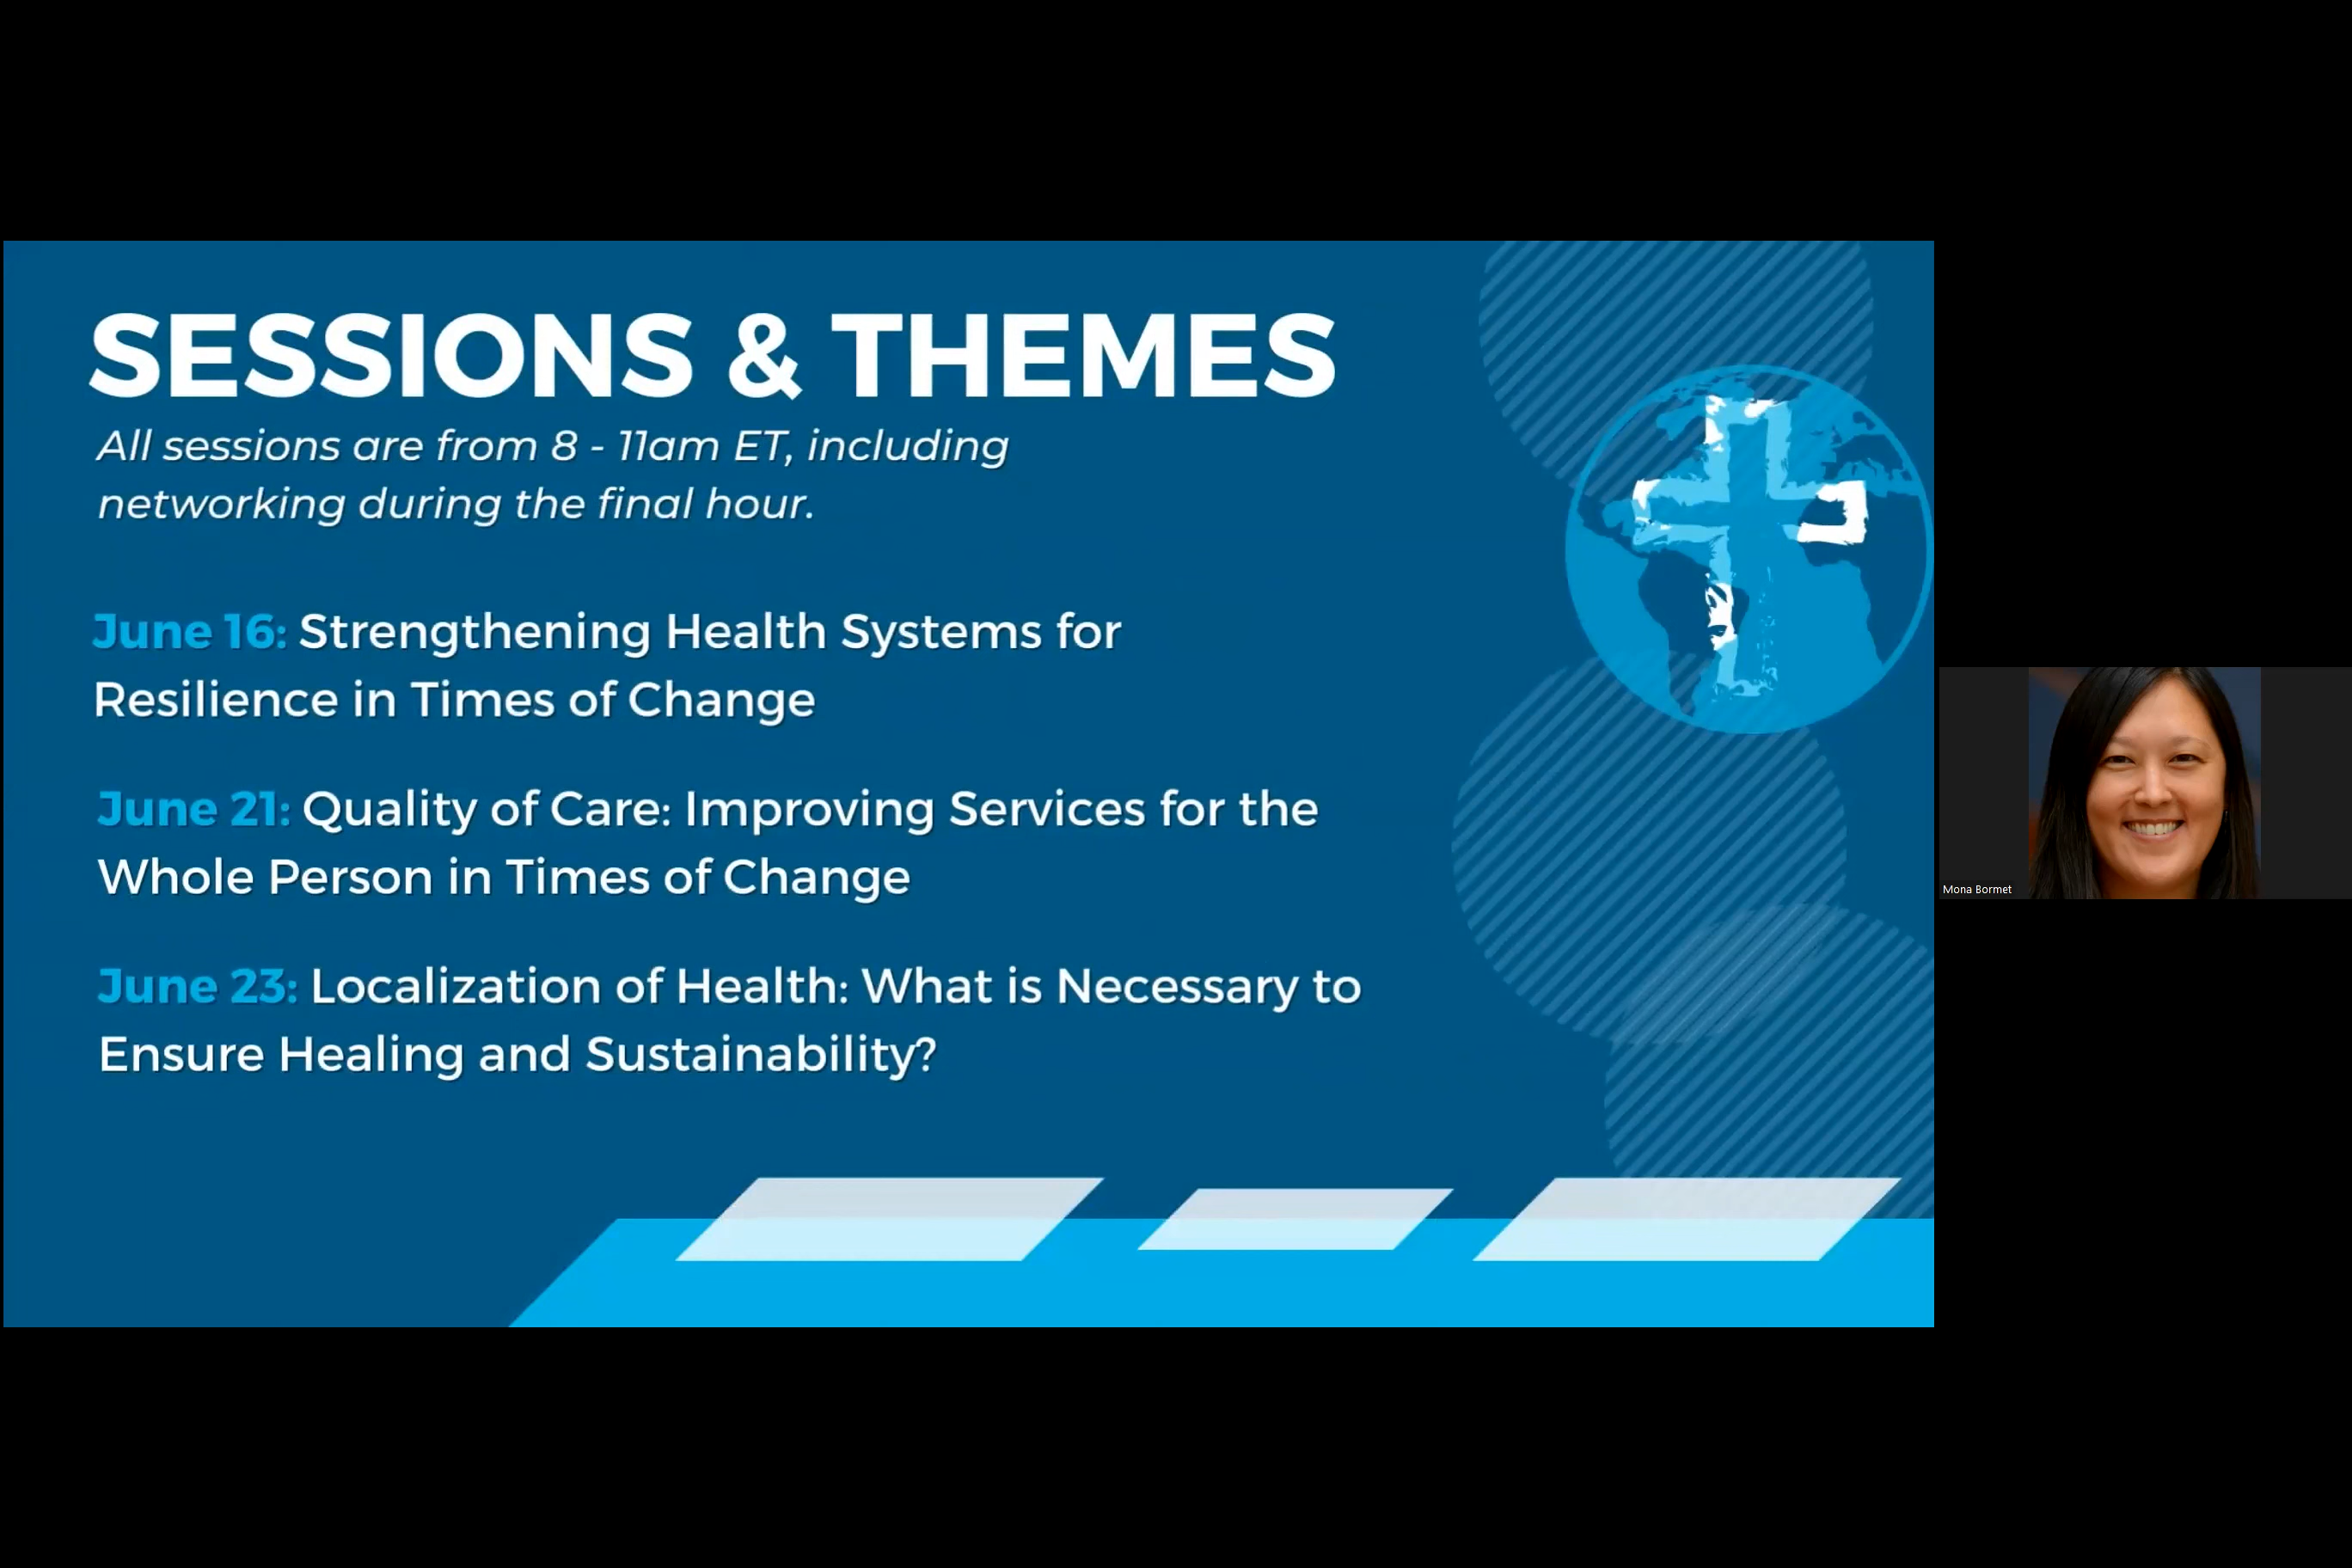 SESSIONS & THEMES
All sessions are from 8 - 11am ET, including
networking during the final hour.
June 16: Strengthening Health Systems for
Resilience in Times of Change
June 21: Quality of Care: Improving Services for the
Whole Person in Times of Change
June 23: Localization of Health: What is Necessary to
Ensure Healing and Sustainability?
Mona Bormet